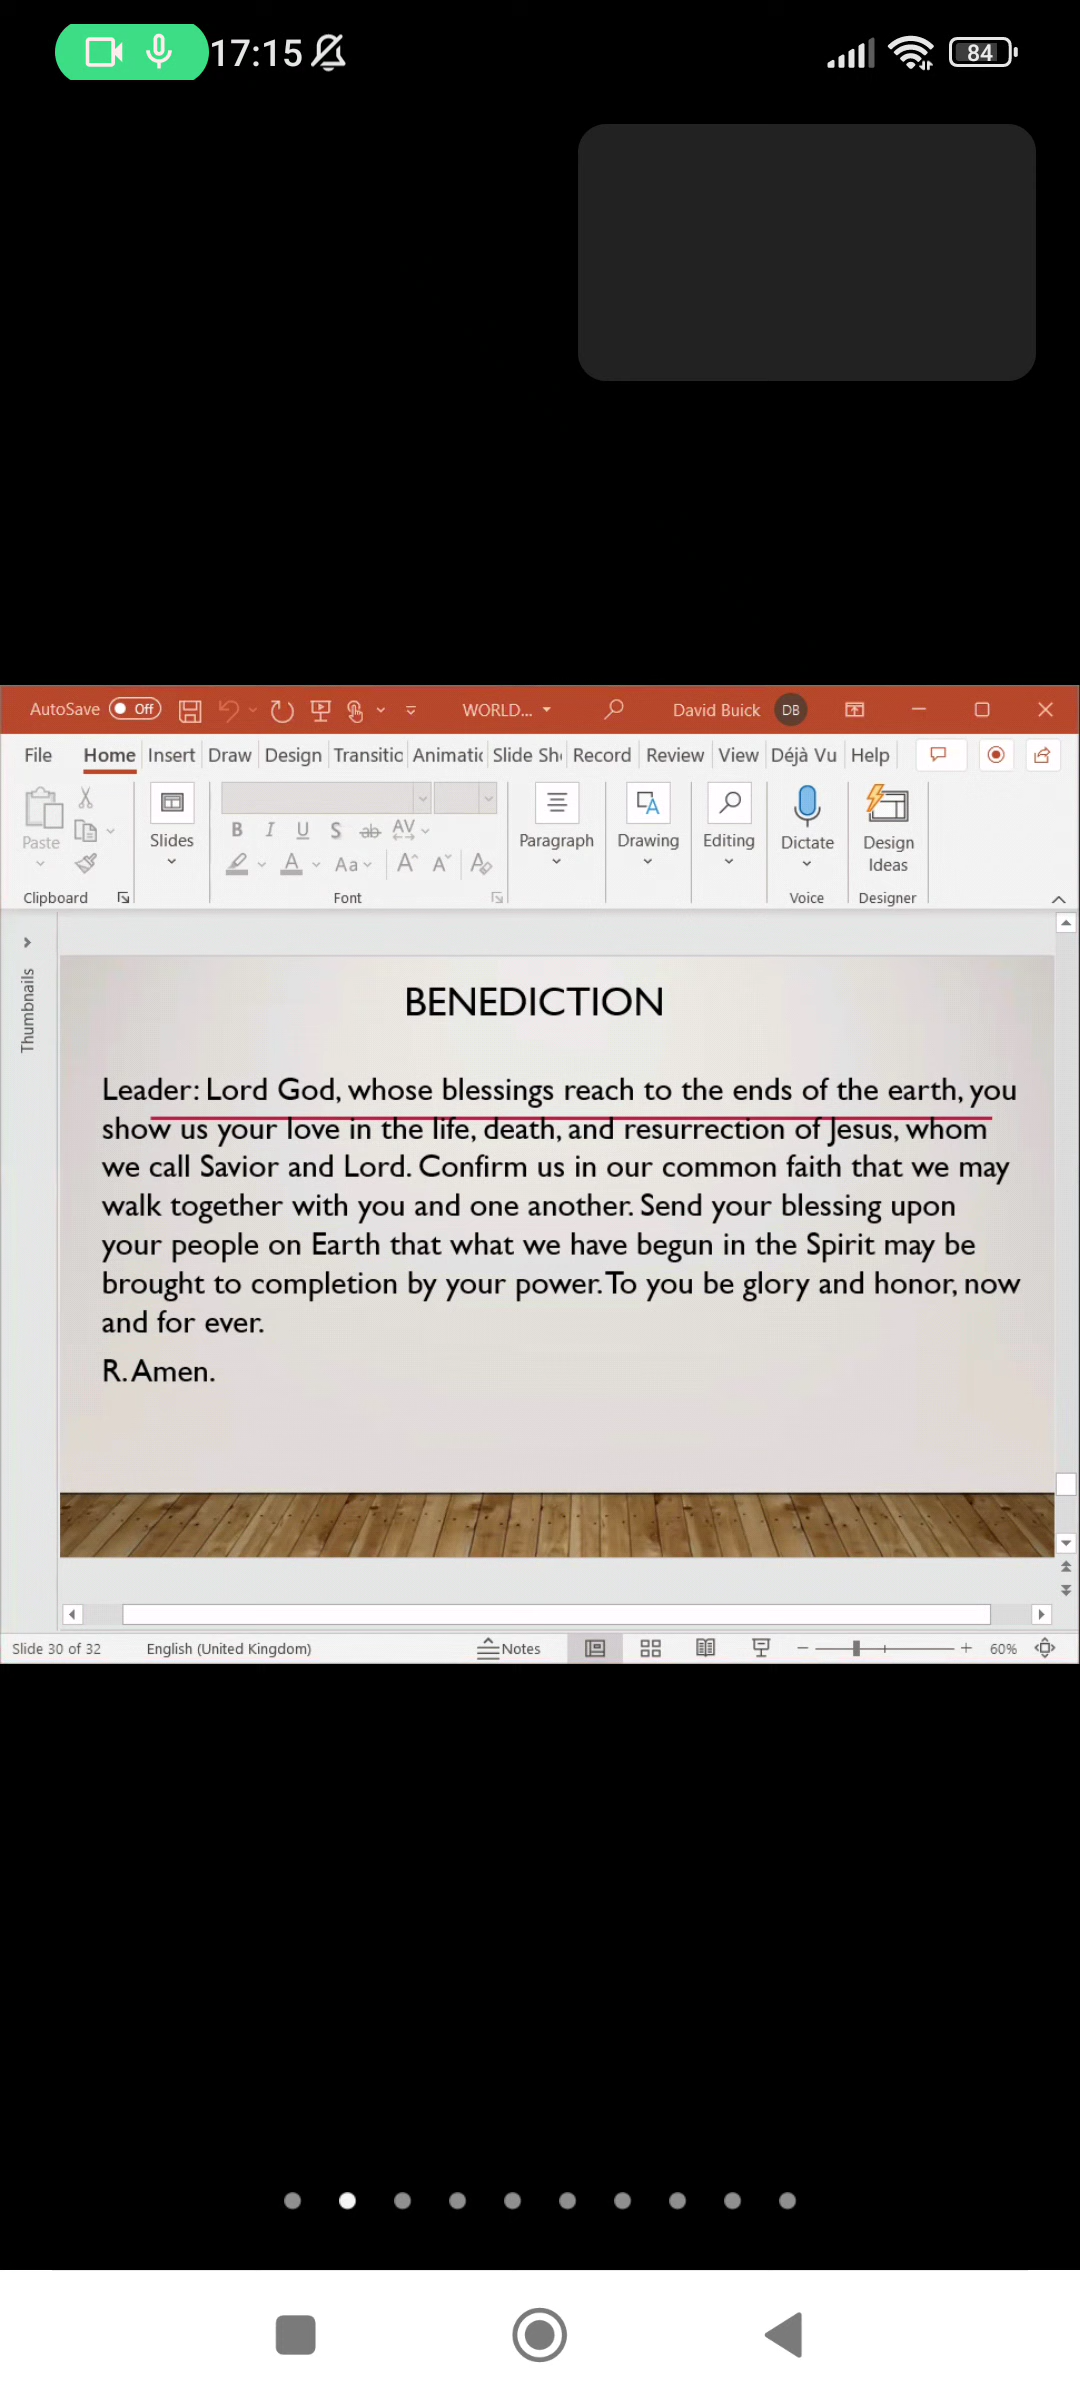 17:15
84
AutoSave Off WORLD... David Buick DB
File Home Insert Draw Design Transitic Animatic Slide Sh Record Review View Déjà Vu Help
Paste
Slides
B I U S ab AV
Aa A A A
Paragraph Drawing Editing Dictate Design Ideas
Clipboard Font Voice Designer
Thumbnails
BENEDICTION
Leader: Lord God, whose blessings reach to the ends of the earth, you
show us your love in the life, death, and resurrection of Jesus, whom
we call Savior and Lord. Confirm us in our common faith that we may
walk together with you and one another. Send your blessing upon
your people on Earth that what we have begun in the Spirit may be
brought to completion by your power. To you be glory and honor, now
and for ever.
R. Amen.
Slide 30 of 32 English (United Kingdom) Notes 60%